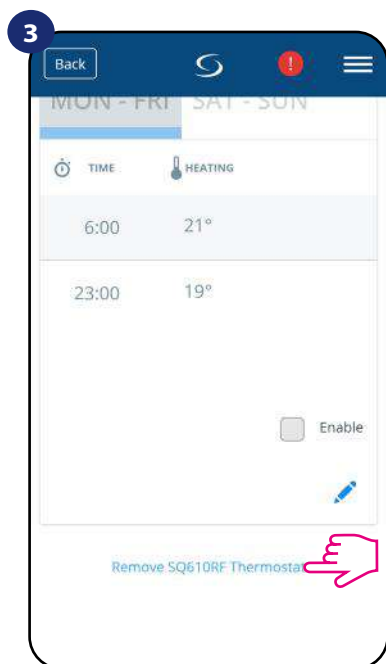 3
Back
!
MON - FRI SAT - SUN
TIME HEATING
6:00 21°
23:00 19°
Enable
Remove SQ610RF Thermostat